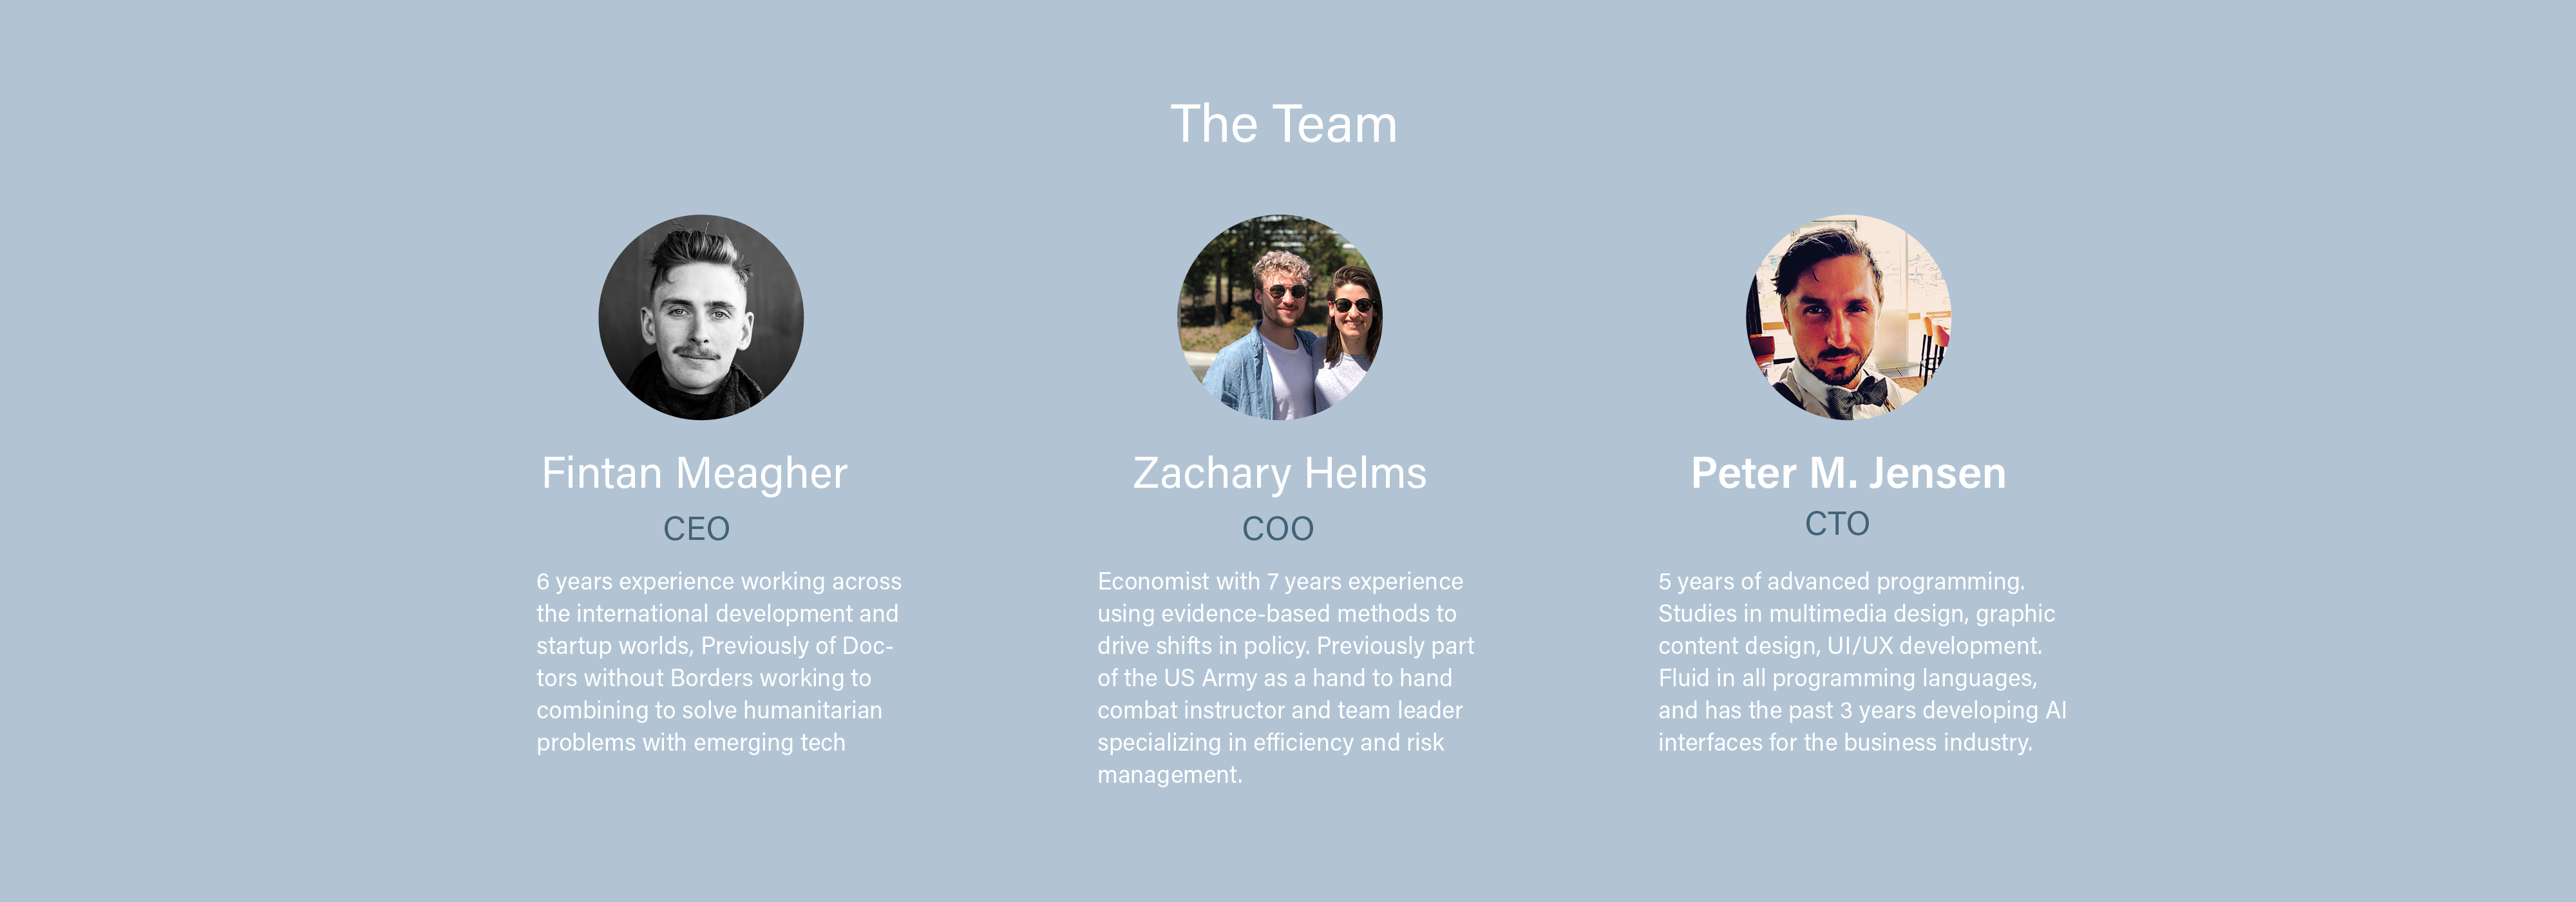 The Team
Fintan Meagher
CEO
6 years experience working across
the international development and
startup worlds, Previously of Doc-
tors without Borders working to
combining to solve humanitarian
problems with emerging tech
Zachary Helms
COO
Economist with 7 years experience
using evidence-based methods to
drive shifts in policy. Previously part
of the US Army as a hand to hand
combat instructor and team leader
specializing in efficiency and risk
management.
Peter M. Jensen
CTO
5 years of advanced programming.
Studies in multimedia design, graphic
content design, UI/UX development.
Fluid in all programming languages,
and has the past 3 years developing AI
interfaces for the business industry.